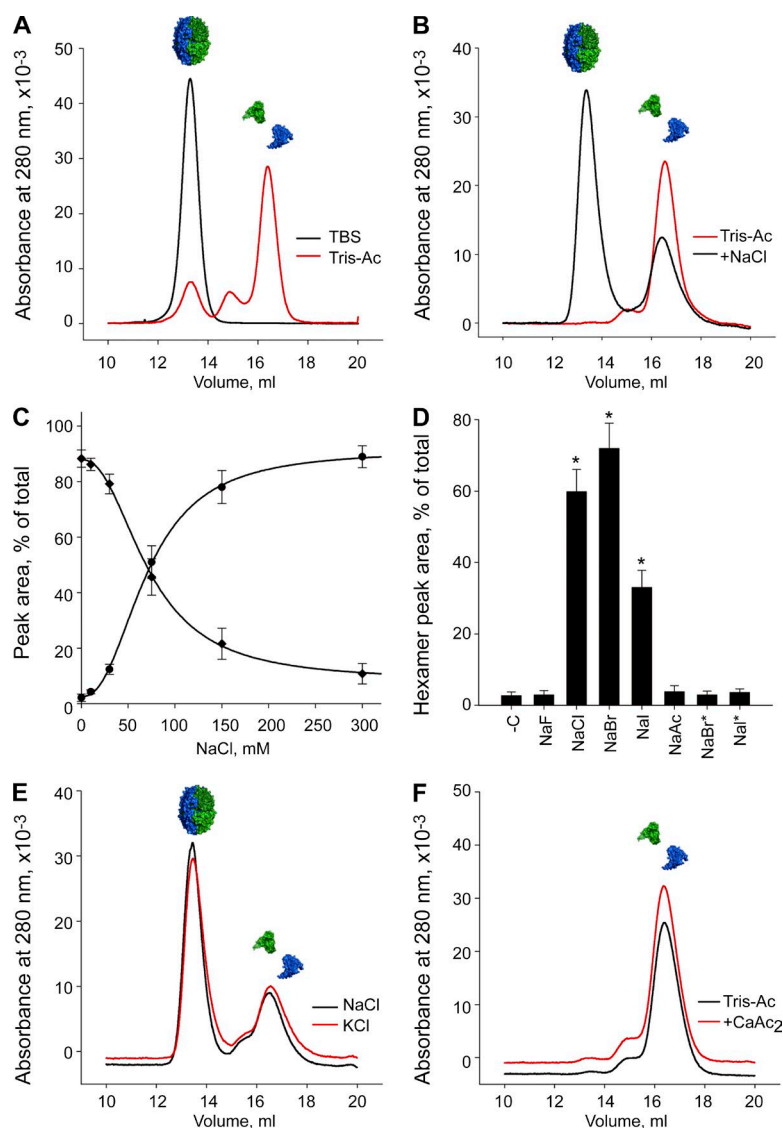 A
Absorbance at 280 nm, x10-3
50
40
30
20
10
0
TBS
Tris-Ac
10 12 14 16 18 20
Volume, ml
B
Absorbance at 280 nm, x10-3
40
30
20
10
0
Tris-Ac
+NaCl
10 12 14 16 18 20
Volume, ml
C
Peak area, % of total
100
80
60
40
20
0
0 50 100 150 200 250 300
NaCl, mM
D
Hexamer peak area, % of total
80
60
40
20
0
* * *
-C
NaF
NaCl
NaBr
NaI
NaAc
NaBr*
NaI*
E
Absorbance at 280 nm, x10-3
40
30
20
10
0
NaCl
KCl
10 12 14 16 18 20
Volume, ml
F
Absorbance at 280 nm, x10-3
50
40
30
20
10
0
Tris-Ac
+CaAc2
10 12 14 16 18 20
Volume, ml